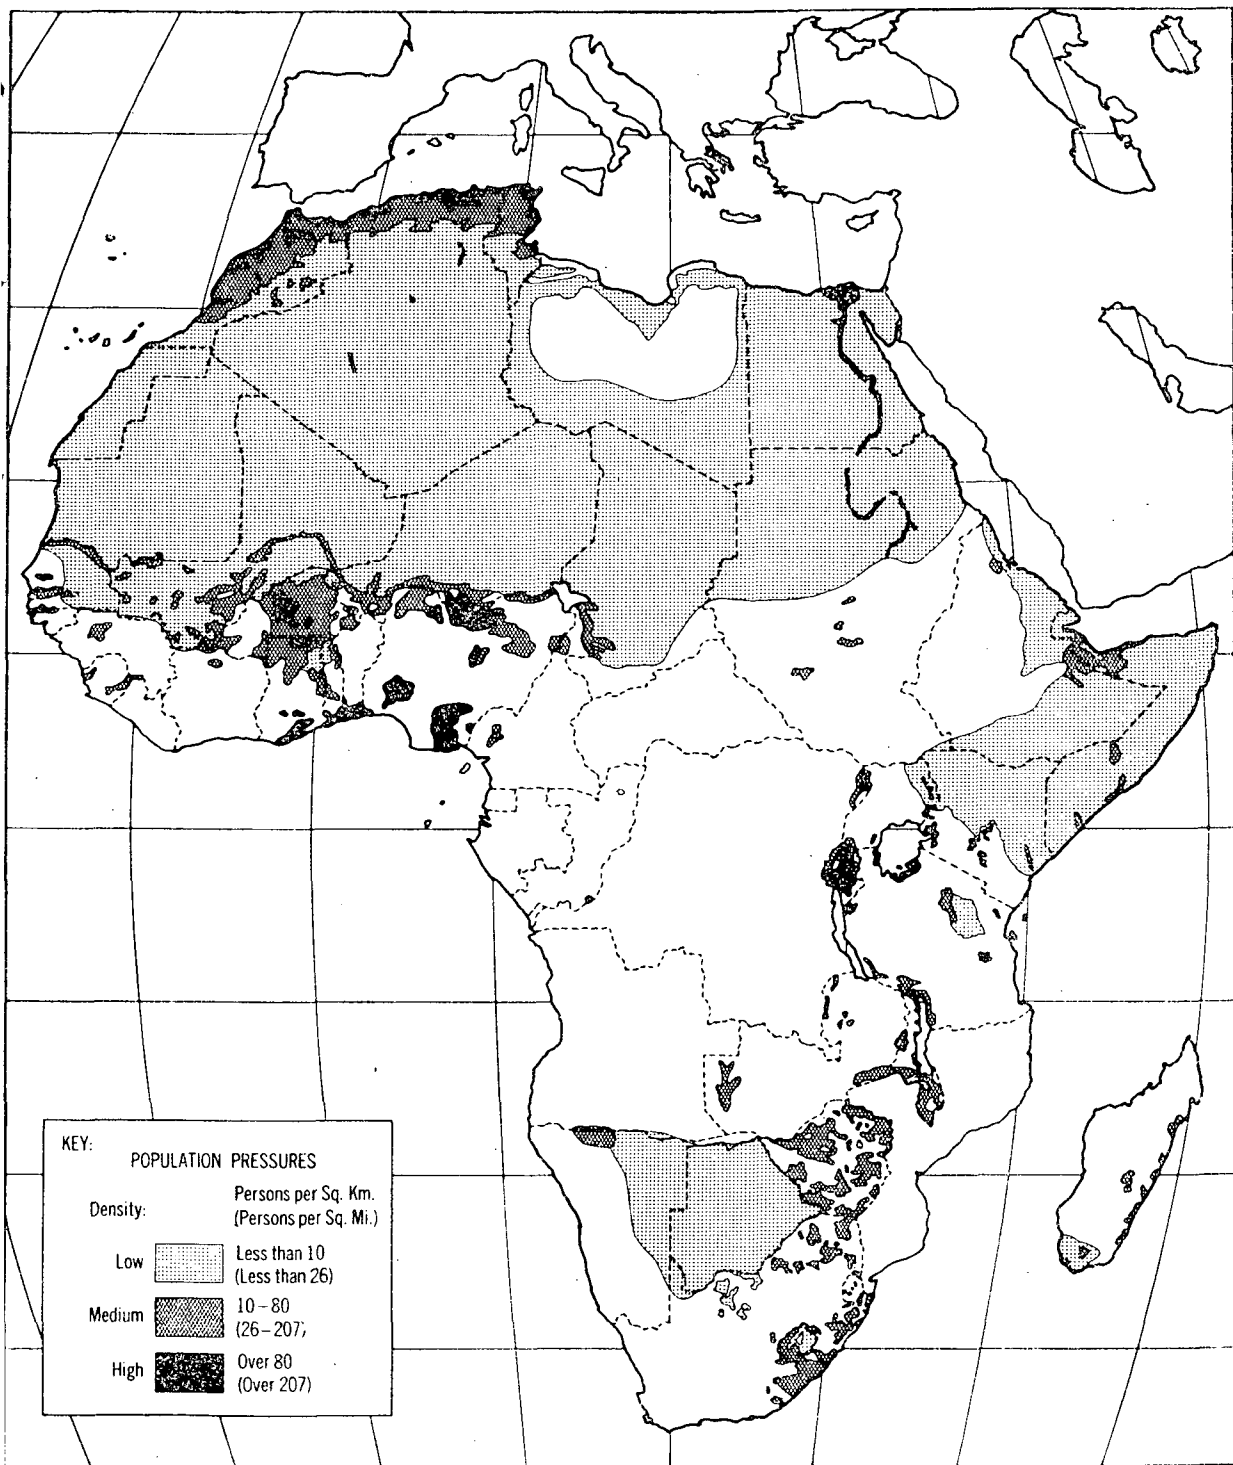 KEY:
POPULATION PRESSURES
Density:
Persons per Sq. Km.
(Persons per Sq. Mi.)
Low
Less than 10
(Less than 26)
Medium
10-80
(26-207)
High
Over 80
(Over 207)